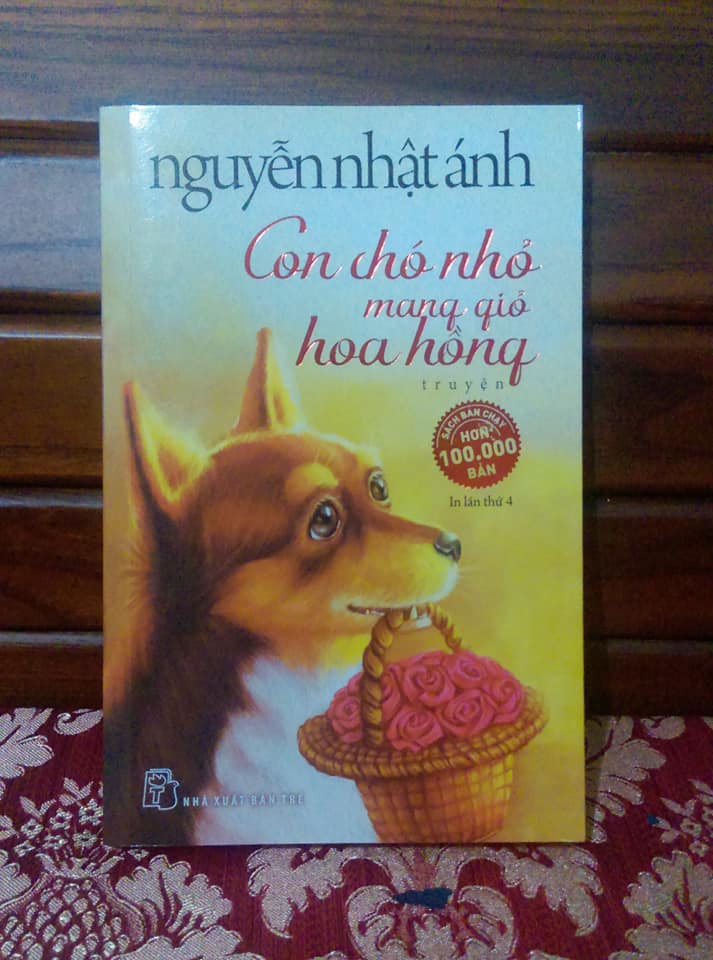 nguyễn nhật ánh
Con chó nhỏ
mang giỏ
hoa hồng
truyện
SÁCH BÁN CHẠY
HƠN
100.000
BẢN
In lần thứ 4
NHÀ XUẤT BẢN TRẺ